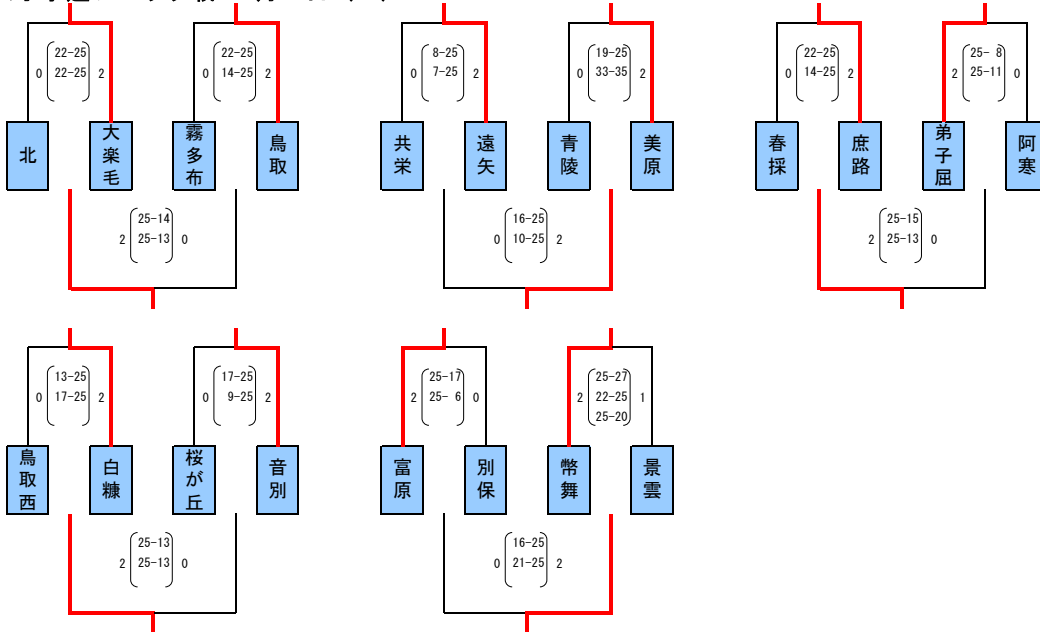 22-25
0 22-25 2
22-25
0 14-25 2
8-25
0 7-25 2
19-25
0 33-35 2
22-25
0 14-25 2
25- 8
2 25-11 0
北
大楽毛
霧多布
鳥取
共栄
遠矢
青陵
美原
春採
庶路
弟子屈
阿寒
25-14
2 25-13 0
16-25
0 10-25 2
25-15
2 25-13 0
13-25
0 17-25 2
17-25
0 9-25 2
25-17
2 25- 6 0
25-27
2 22-25 1
25-20
鳥取西
白糠
桜が丘
音別
富原
別保
幣舞
景雲
25-13
2 25-13 0
16-25
0 21-25 2